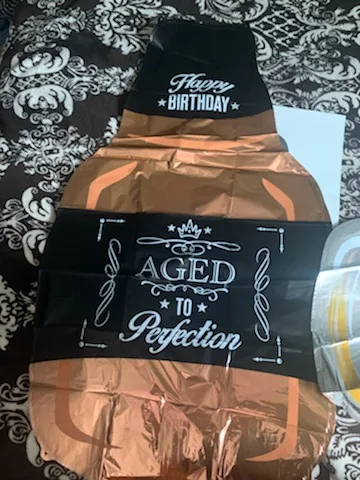 Happy
BIRTHDAY
AGED
TO
Perfection